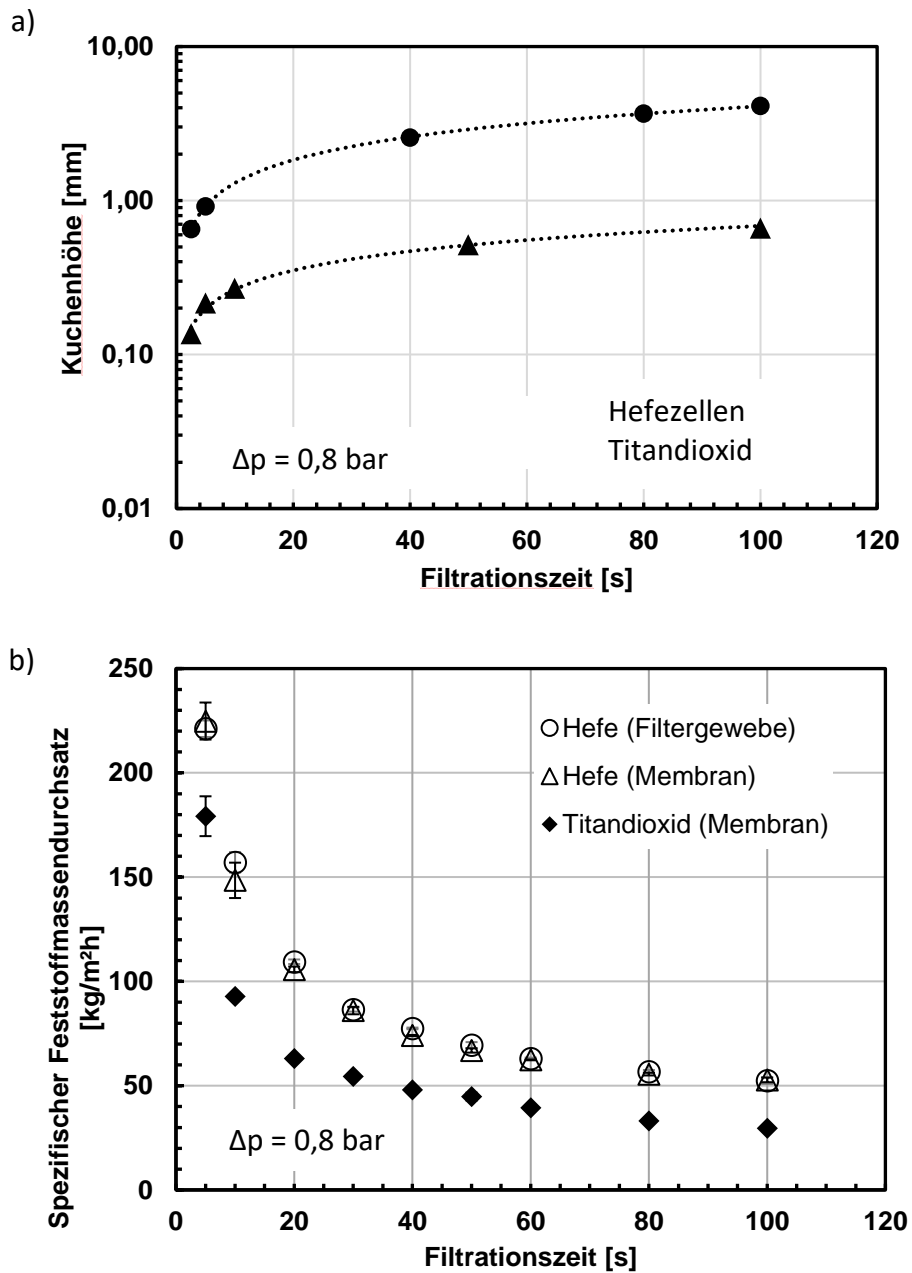 a)
10,00
1,00
0,10
0,01
Kuchenhöhe [mm]
Hefezellen
Titandioxid
Δp = 0,8 bar
0 20 40 60 80 100 120
Filtrationszeit [s]
b)
250
200
150
100
50
0
Spezifischer Feststoffmassendurchsatz
[kg/m²h]
Hefe (Filtergewebe)
Hefe (Membran)
Titandioxid (Membran)
Δp = 0,8 bar
0 20 40 60 80 100 120
Filtrationszeit [s]